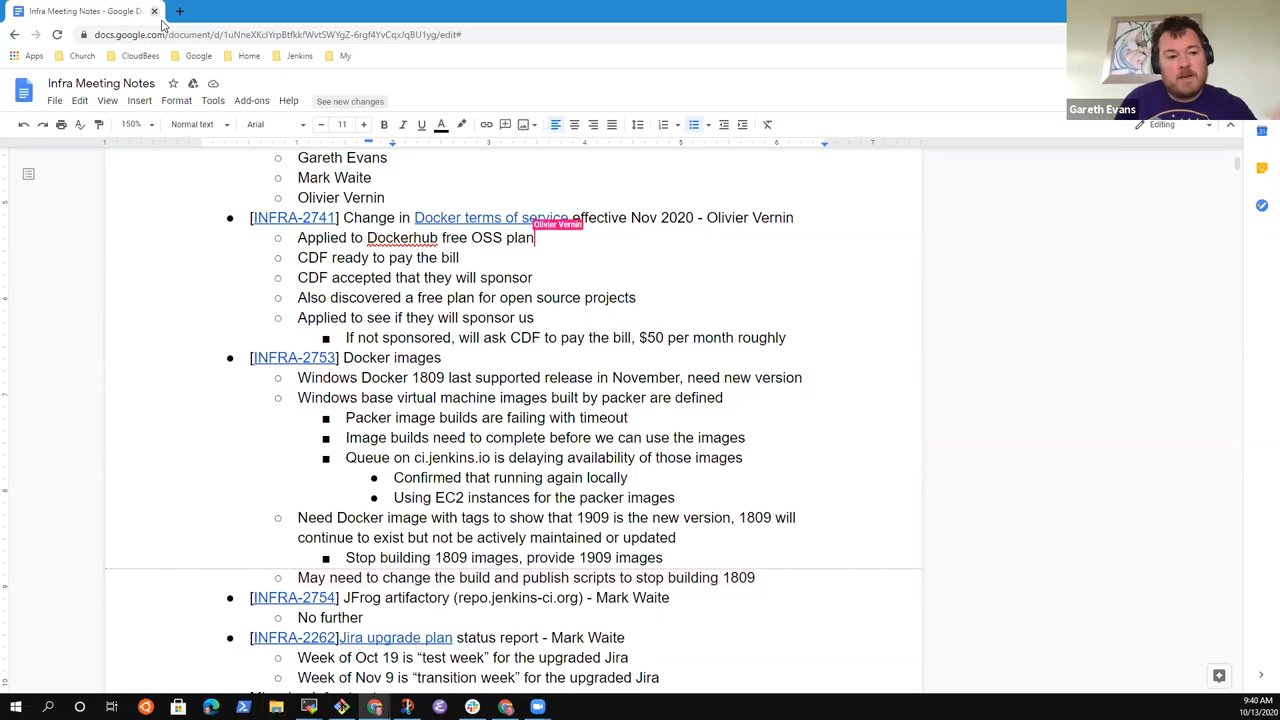 Infra Meeting Notes - Google D
docs.google.com/document/d/1uNneXKcIYrpBtfkkfWvtSWYgZ-6rgf4YvCqxJqBU1yg/edit#
Apps Church CloudBees Google Home Jenkins My
Infra Meeting Notes
File Edit View Insert Format Tools Add-ons Help See new changes
150% Normal text Arial 11 Editing
Gareth Evans
1 1 2 3 4 5 6 7
○ Gareth Evans
○ Mark Waite
○ Olivier Vernin
● [INFRA-2741] Change in Docker terms of service effective Nov 2020 - Olivier Vernin
Olivier Vernin
○ Applied to Dockerhub free OSS plan
○ CDF ready to pay the bill
○ CDF accepted that they will sponsor
○ Also discovered a free plan for open source projects
○ Applied to see if they will sponsor us
■ If not sponsored, will ask CDF to pay the bill, $50 per month roughly
● [INFRA-2753] Docker images
○ Windows Docker 1809 last supported release in November, need new version
○ Windows base virtual machine images built by packer are defined
■ Packer image builds are failing with timeout
■ Image builds need to complete before we can use the images
■ Queue on ci.jenkins.io is delaying availability of those images
● Confirmed that running again locally
● Using EC2 instances for the packer images
○ Need Docker image with tags to show that 1909 is the new version, 1809 will
continue to exist but not be actively maintained or updated
■ Stop building 1809 images, provide 1909 images
○ May need to change the build and publish scripts to stop building 1809
● [INFRA-2754] JFrog artifactory (repo.jenkins-ci.org) - Mark Waite
○ No further
● [INFRA-2262]Jira upgrade plan status report - Mark Waite
○ Week of Oct 19 is “test week” for the upgraded Jira
○ Week of Nov 9 is “transition week” for the upgraded Jira
9:40 AM
10/13/2020